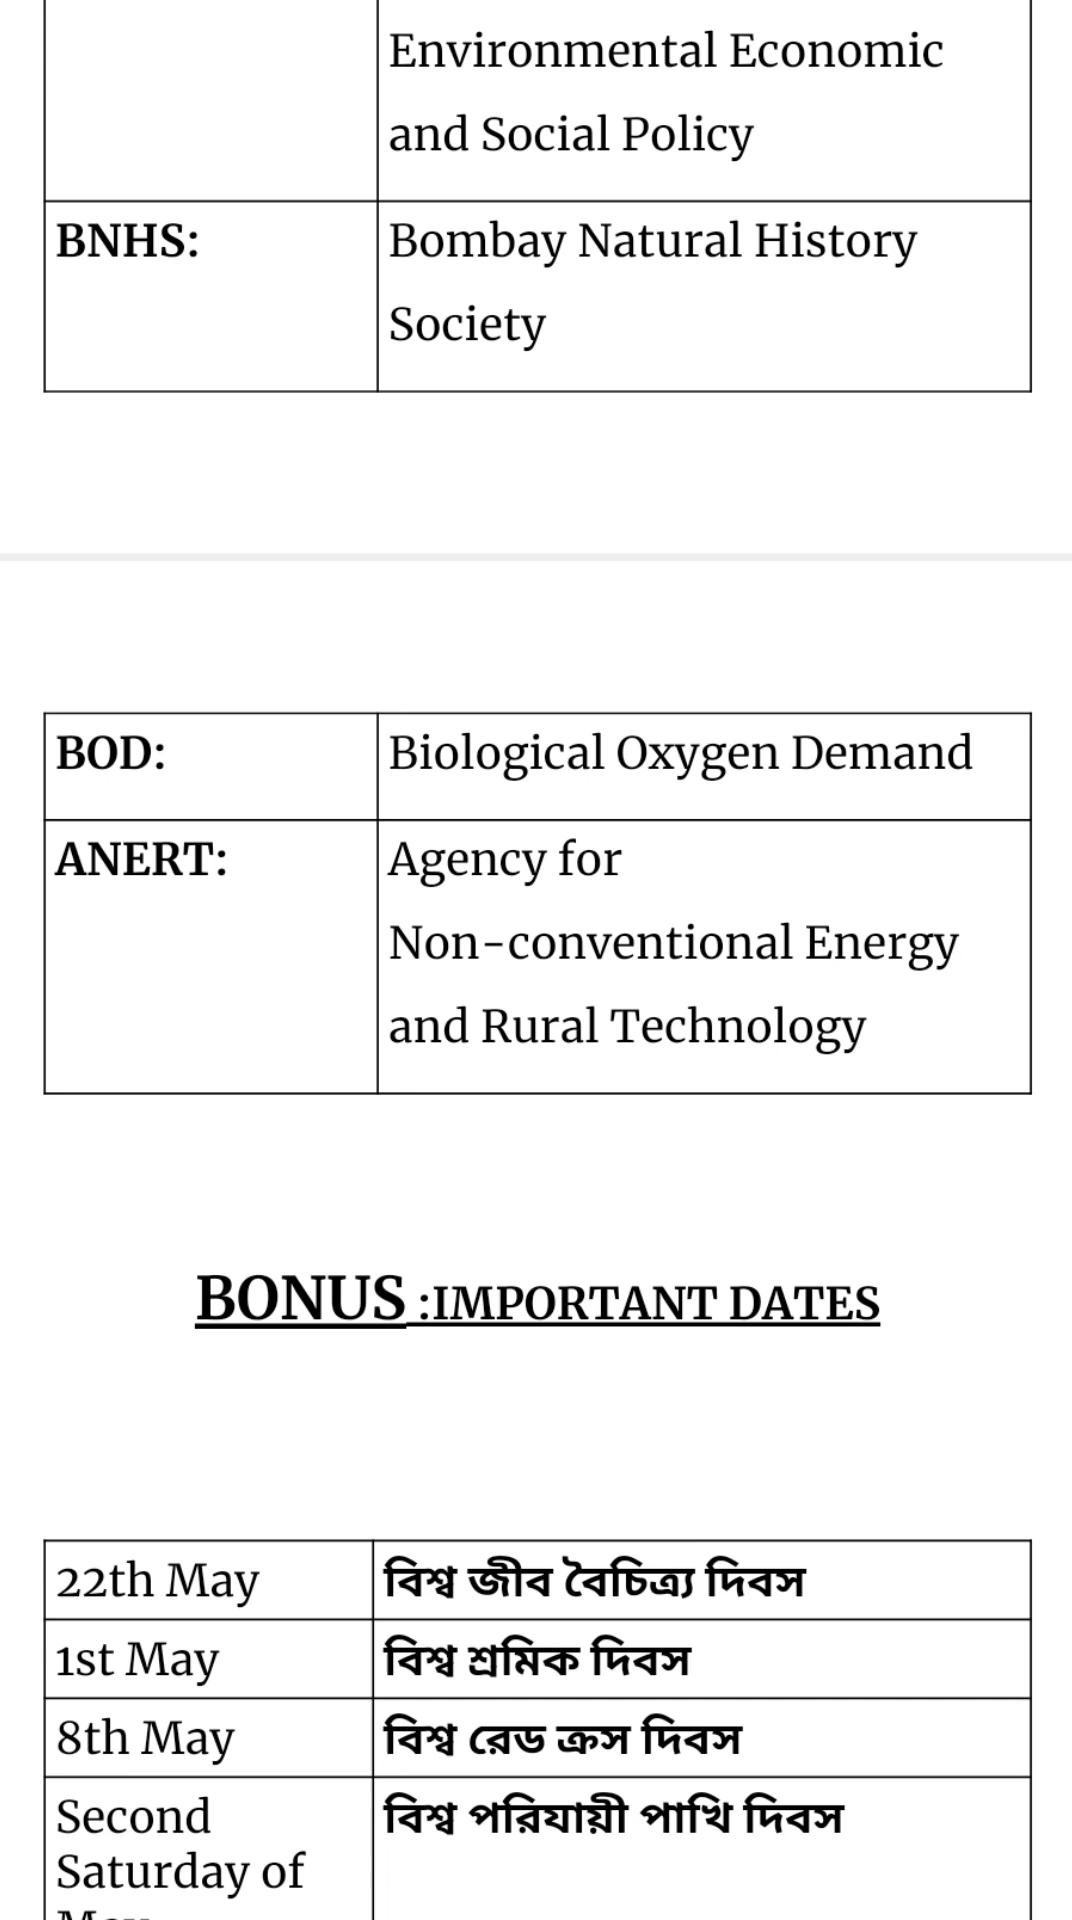 Environmental Economic
and Social Policy
BNHS:
Bombay Natural History
Society
BOD:
Biological Oxygen Demand
ANERT:
Agency for
Non-conventional Energy
and Rural Technology
BONUS :IMPORTANT DATES
22th May
বিশ্ব জীব বৈচিত্র্য দিবস
1st May
বিশ্ব শ্রমিক দিবস
8th May
বিশ্ব রেড ক্রস দিবস
Second
বিশ্ব পরিযায়ী পাখি দিবস
Saturday of